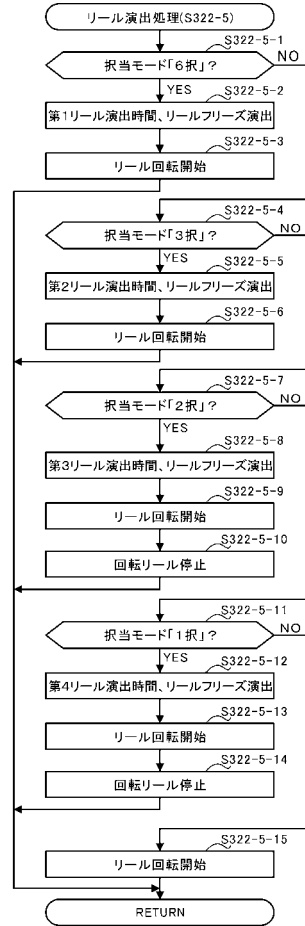 リール演出処理(S322-5)
S322-5-1
担当モード「6択」?
NO
YES
S322-5-2
第1リール演出時間、リールフリーズ演出
S322-5-3
リール回転開始
S322-5-4
担当モード「3択」?
NO
YES
S322-5-5
第2リール演出時間、リールフリーズ演出
S322-5-6
リール回転開始
S322-5-7
担当モード「2択」?
NO
YES
S322-5-8
第3リール演出時間、リールフリーズ演出
S322-5-9
リール回転開始
S322-5-10
回転リール停止
S322-5-11
担当モード「1択」?
NO
YES
S322-5-12
第4リール演出時間、リールフリーズ演出
S322-5-13
リール回転開始
S322-5-14
回転リール停止
S322-5-15
リール回転開始
RETURN